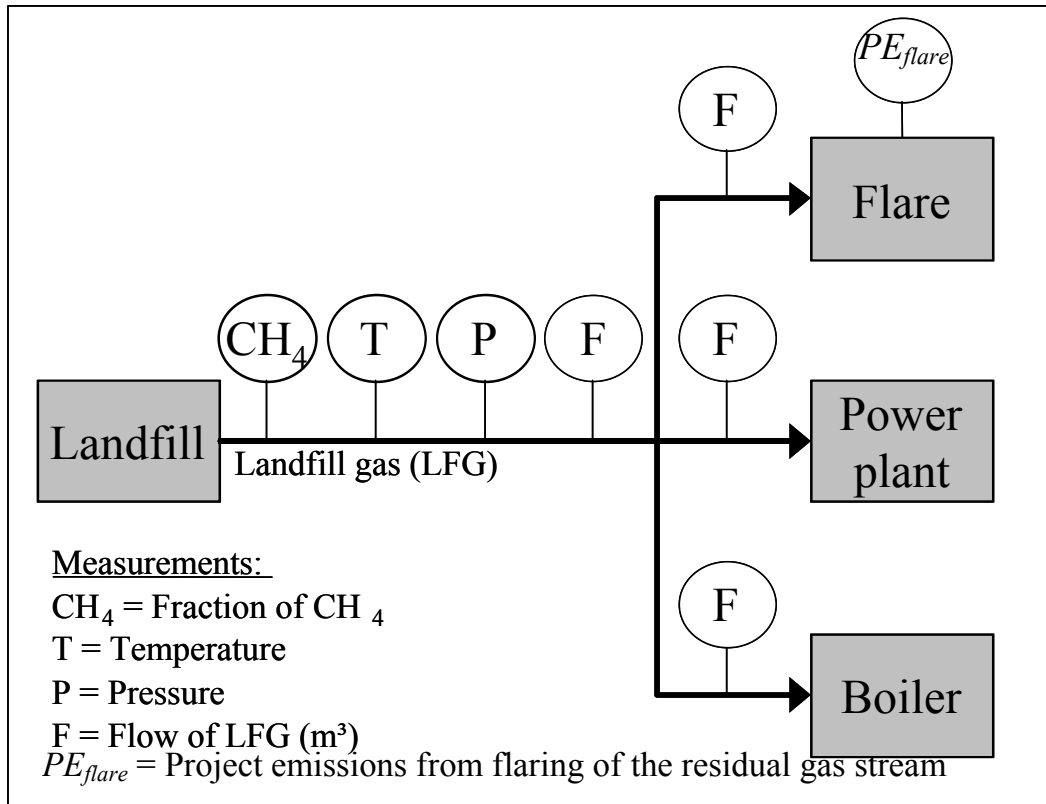 PE_flare
F
Flare
CH₄ T P F F
Landfill
Landfill gas (LFG)
Power
plant
Measurements:
CH₄ = Fraction of CH ₄
T = Temperature
P = Pressure
F = Flow of LFG (m³)
F
Boiler
PE_flare = Project emissions from flaring of the residual gas stream